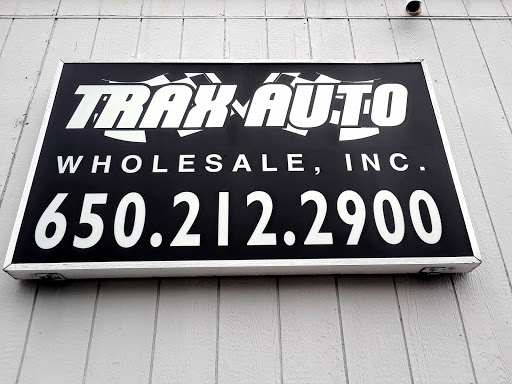 TRAX AUTO
WHOLESALE, INC.
650.212.2900